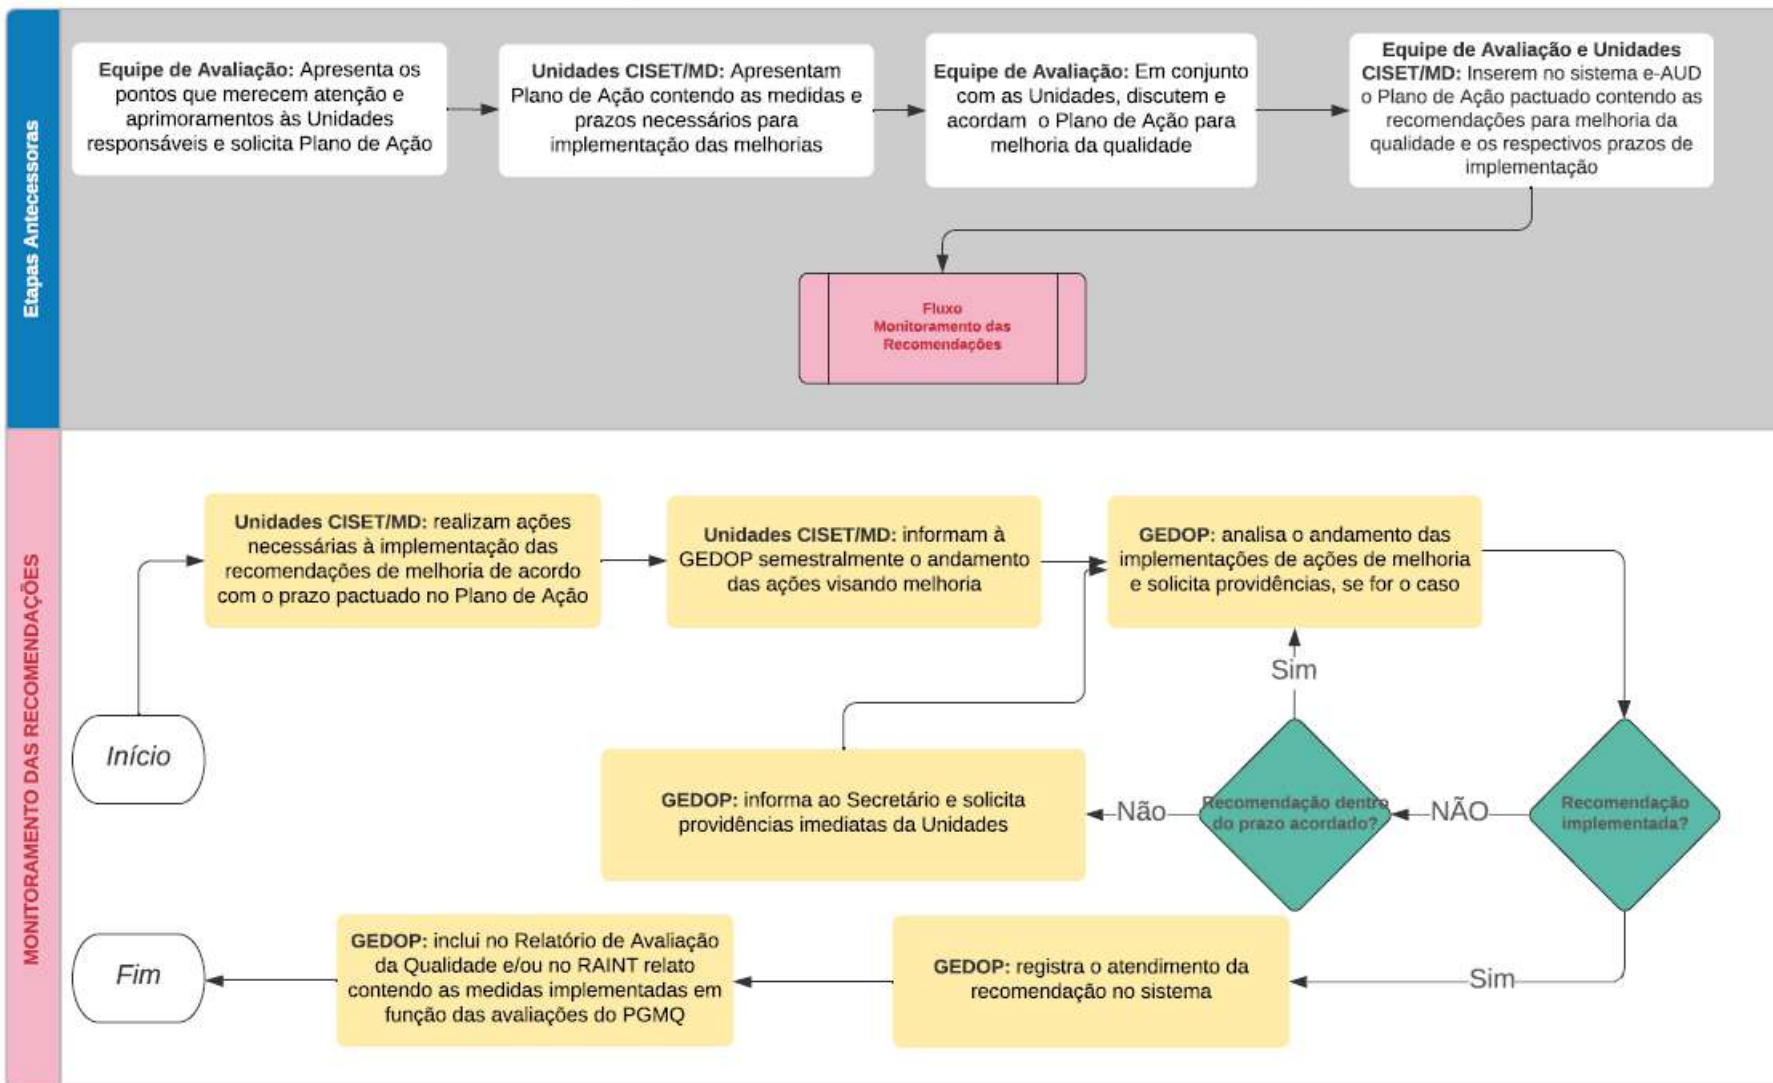 Etapas Antecessoras
Equipe de Avaliação: Apresenta os
pontos que merecem atenção e
aprimoramentos às Unidades
responsáveis e solicita Plano de Ação
Unidades CISET/MD: Apresentam
Plano de Ação contendo as medidas e
prazos necessários para
implementação das melhorias
Equipe de Avaliação: Em conjunto
com as Unidades, discutem e
acordam o Plano de Ação para
melhoria da qualidade
Equipe de Avaliação e Unidades
CISET/MD: Inserem no sistema e-AUD
o Plano de Ação pactuado contendo as
recomendações para melhoria da
qualidade e os respectivos prazos de
implementação
Fluxo
Monitoramento das
Recomendações
MONITORAMENTO DAS RECOMENDAÇÕES
Início
Unidades CISET/MD: realizam ações
necessárias à implementação das
recomendações de melhoria de acordo
com o prazo pactuado no Plano de Ação
Unidades CISET/MD: informam à
GEDOP semestralmente o andamento
das ações visando melhoria
GEDOP: analisa o andamento das
implementações de ações de melhoria
e solicita providências, se for o caso
Recomendação
implementada?
NÃO
Recomendação dentro
do prazo acordado?
Sim
Não
GEDOP: informa ao Secretário e solicita
providências imediatas da Unidades
Sim
GEDOP: registra o atendimento da
recomendação no sistema
GEDOP: inclui no Relatório de Avaliação
da Qualidade e/ou no RAINT relato
contendo as medidas implementadas em
função das avaliações do PGMQ
Fim